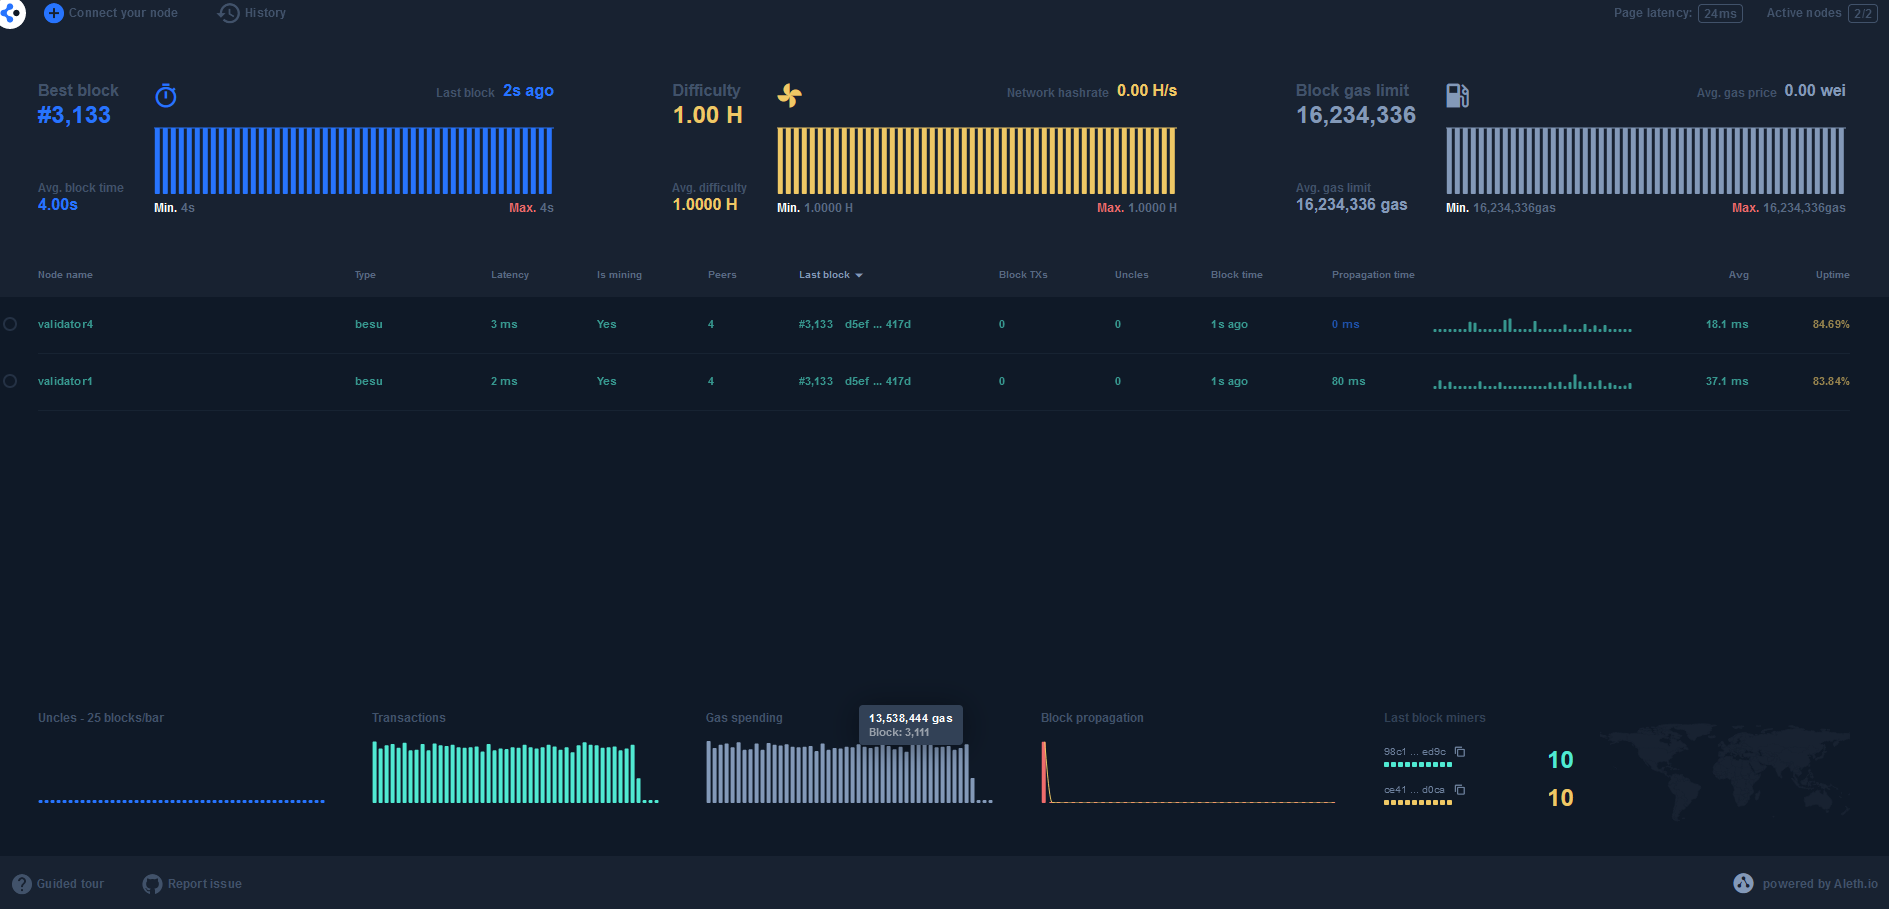 Connect your node
History
Page latency: 24ms
Active nodes 2/2
Best block
#3,133
Last block 2s ago
Avg. block time
4.00s
Min. 4s
Max. 4s
Difficulty
1.00 H
Network hashrate 0.00 H/s
Avg. difficulty
1.0000 H
Min. 1.0000 H
Max. 1.0000 H
Block gas limit
16,234,336
Avg. gas price 0.00 wei
Avg. gas limit
16,234,336 gas
Min. 16,234,336gas
Max. 16,234,336gas
Node name Type Latency Is mining Peers Last block Block TXs Uncles Block time Propagation time Avg Uptime
validator4 besu 3 ms Yes 4 #3,133 d5ef ... 417d 0 0 1s ago 0 ms 18.1 ms 84.69%
validator1 besu 2 ms Yes 4 #3,133 d5ef ... 417d 0 0 1s ago 80 ms 37.1 ms 83.84%
Uncles - 25 blocks/bar
Transactions
Gas spending
13,538,444 gas
Block: 3,111
Block propagation
Last block miners
98c1 ... ed9c 10
ce41 ... d0ca 10
Guided tour
Report issue
powered by Aleth.io